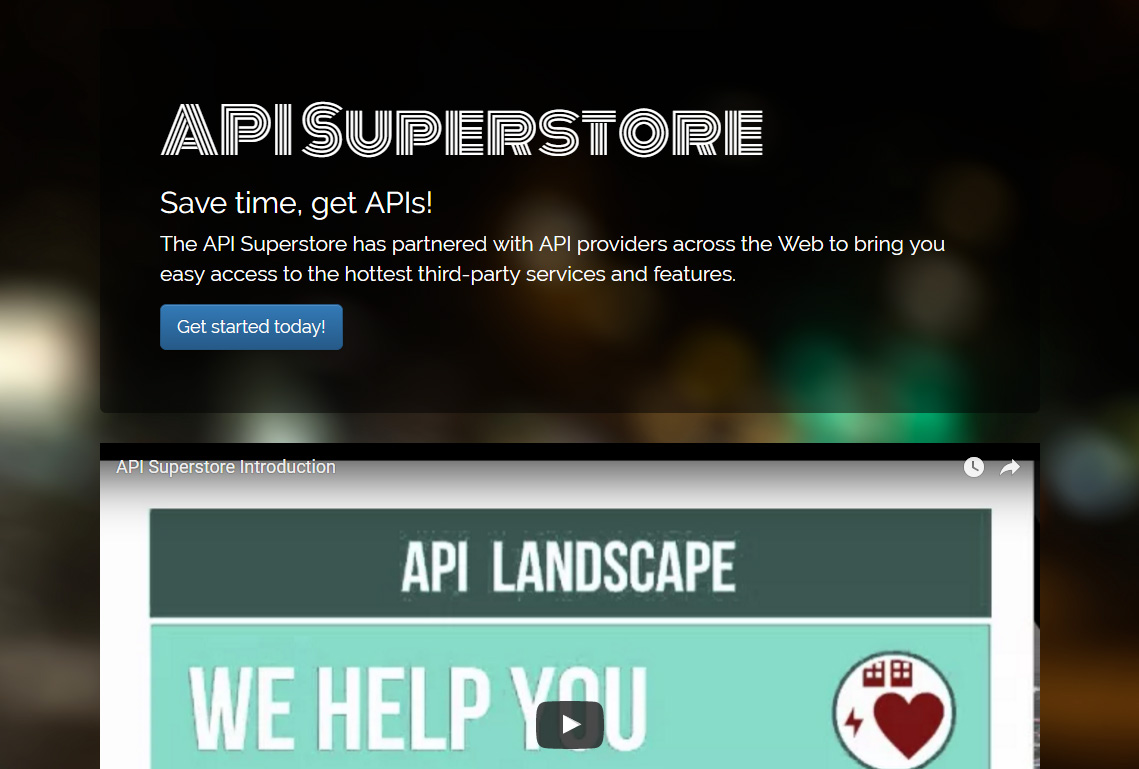 API Superstore
Save time, get APIs!
The API Superstore has partnered with API providers across the Web to bring you
easy access to the hottest third-party services and features.
Get started today!
API Superstore Introduction
API LANDSCAPE
WE HELP YOU